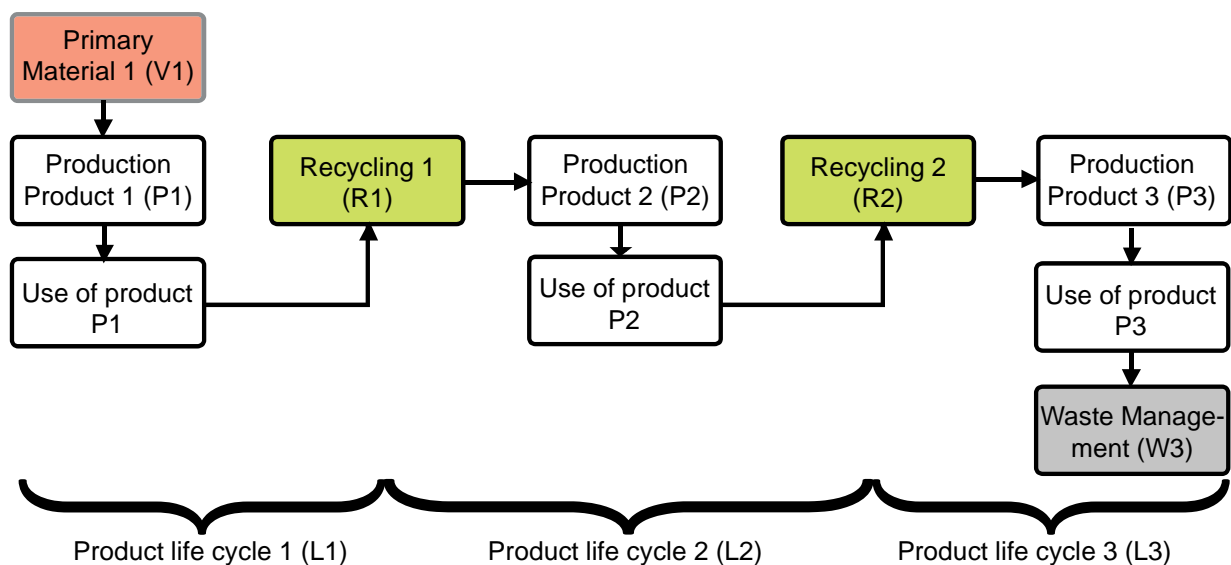 Primary
Material 1 (V1)
Production
Product 1 (P1)
Use of product
P1
Recycling 1
(R1)
Production
Product 2 (P2)
Use of product
P2
Recycling 2
(R2)
Production
Product 3 (P3)
Use of product
P3
Waste Manage-
ment (W3)
Product life cycle 1 (L1)
Product life cycle 2 (L2)
Product life cycle 3 (L3)